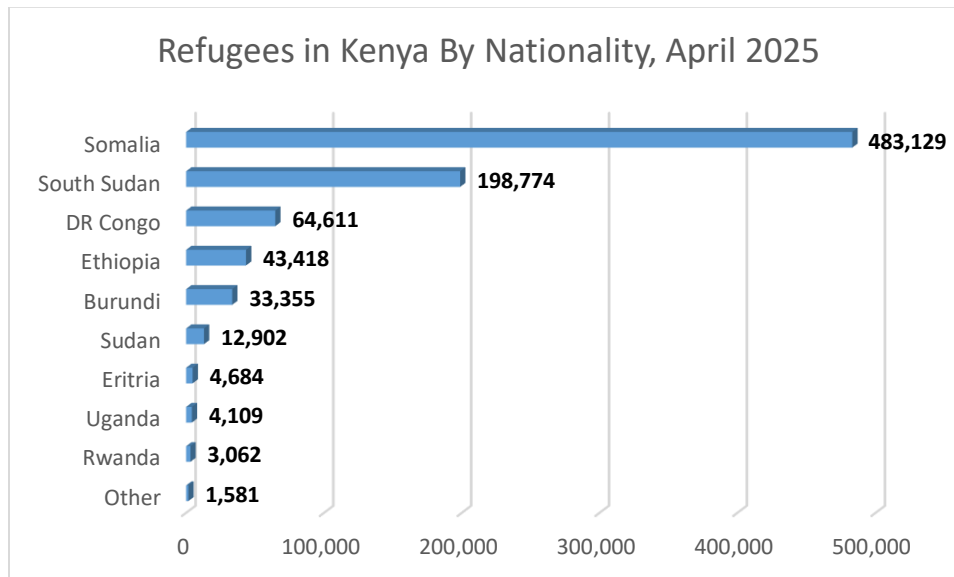 Refugees in Kenya By Nationality, April 2025
Somalia 483,129
South Sudan 198,774
DR Congo 64,611
Ethiopia 43,418
Burundi 33,355
Sudan 12,902
Eritria 4,684
Uganda 4,109
Rwanda 3,062
Other 1,581
0 100,000 200,000 300,000 400,000 500,000